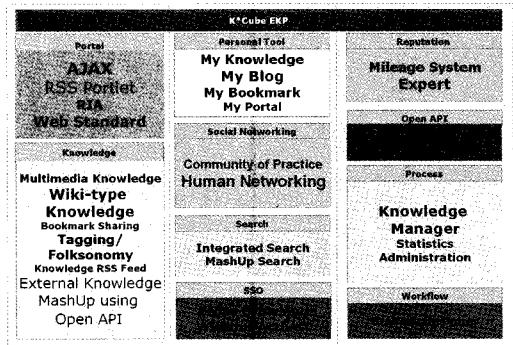 K*Cube EKP
Portal
AJAX
RSS Portlet
RIA
Web Standard
Knowledge
Multimedia Knowledge
Wiki-type
Knowledge
Bookmark Sharing
Tagging/
Folksonomy
Knowledge RSS Feed
External Knowledge
MashUp using
Open API
Personal Tool
My Knowledge
My Blog
My Bookmark
My Portal
Social Networking
Community of Practice
Human Networking
Search
Integrated Search
MashUp Search
SSO
Reputation
Mileage System
Expert
Open API
Process
Knowledge
Manager
Statistics
Administration
Workflow